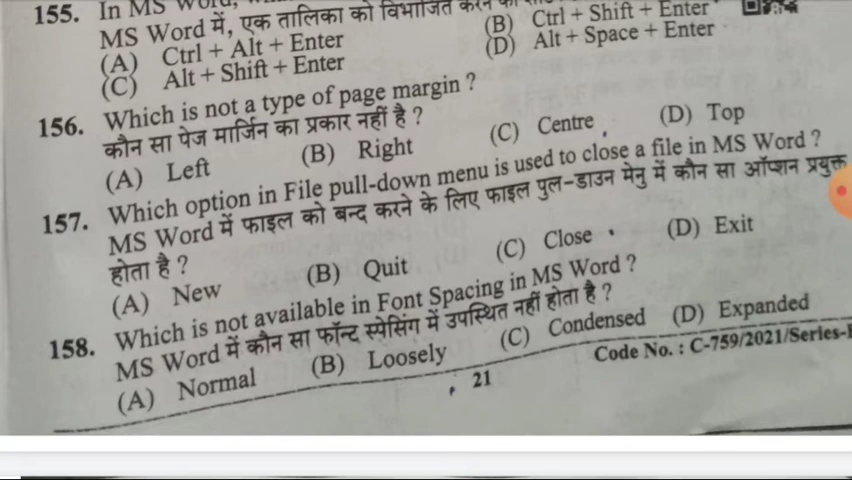 155. In MS Word,
MS Word में, एक तालिका को विभाजित करने
(A) Ctrl + Alt + Enter (B) Ctrl + Shift + Enter
(C) Alt + Shift + Enter (D) Alt + Space + Enter
156. Which is not a type of page margin ?
कौन सा पेज मार्जिन का प्रकार नहीं है ?
(A) Left (B) Right (C) Centre (D) Top
157. Which option in File pull-down menu is used to close a file in MS Word ?
MS Word में फाइल को बन्द करने के लिए फाइल पुल-डाउन मेनु में कौन सा ऑप्शन प्रयुक्त
होता है ?
(A) New (B) Quit (C) Close (D) Exit
158. Which is not available in Font Spacing in MS Word ?
MS Word में कौन सा फॉन्ट स्पेसिंग में उपस्थित नहीं होता है ?
(A) Normal (B) Loosely (C) Condensed (D) Expanded
21 Code No. : C-759/2021/Series-